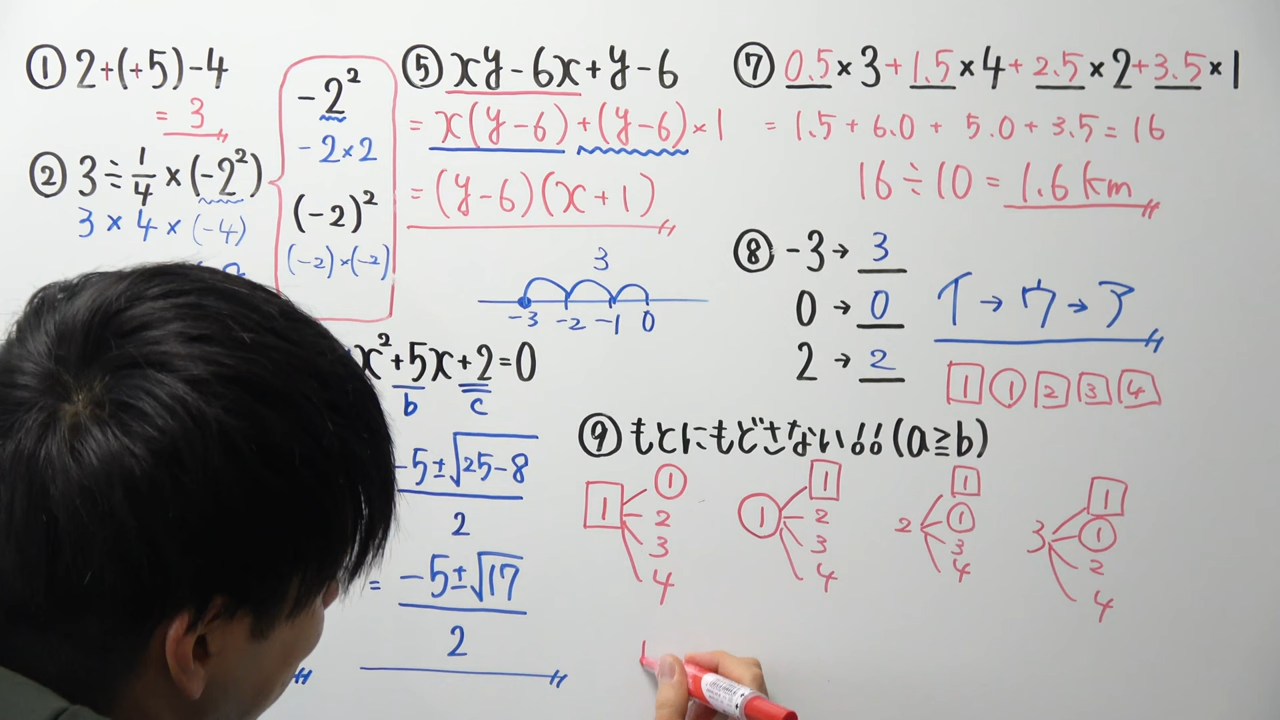 ① 2+(+5)-4
= 3
② 3÷1/4×(-2²)
3×4×(-4)
-2²
-2×2
(-2)²
(-2)×(-2)
x²+5x+2=0
b c
-5±√25-8
2
= -5±√17
2
⑤ xy-6x+y-6
= x(y-6)+(y-6)×1
= (y-6)(x+1)
3
-3 -2 -1 0
⑦ 0.5×3+1.5×4+2.5×2+3.5×1
= 1.5+6.0+5.0+3.5=16
16÷10=1.6km
⑧ -3→3
0→0
2→2
イ→ウ→ア
1 ① 2 3 4
⑨ もとにもどさない!!(a≧b)
1 ① 2 3 4
① 1 2 3 4
2 1 ① 3 4
3 1 ① 2 4